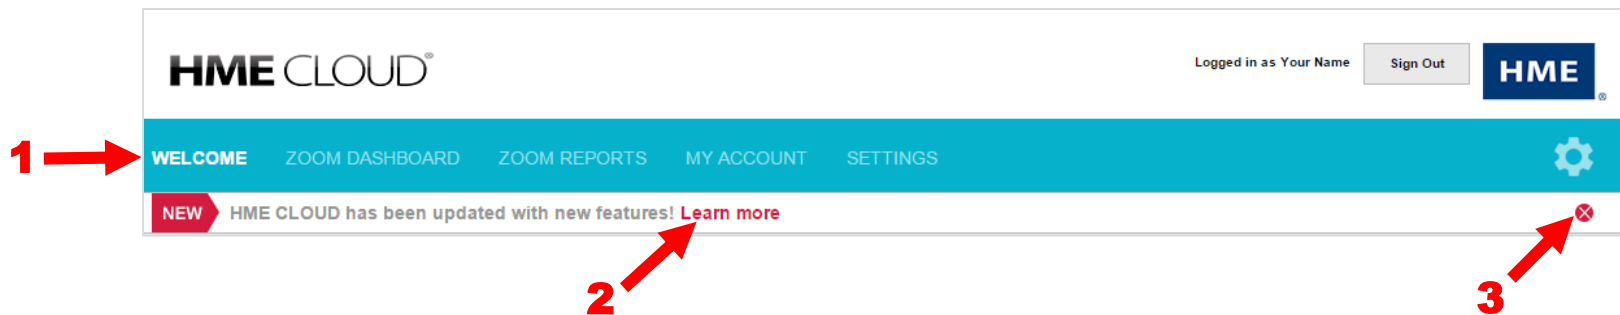 HME CLOUD®
Logged in as Your Name
Sign Out
HME®
1
WELCOME ZOOM DASHBOARD ZOOM REPORTS MY ACCOUNT SETTINGS
NEW HME CLOUD has been updated with new features! Learn more
2
3